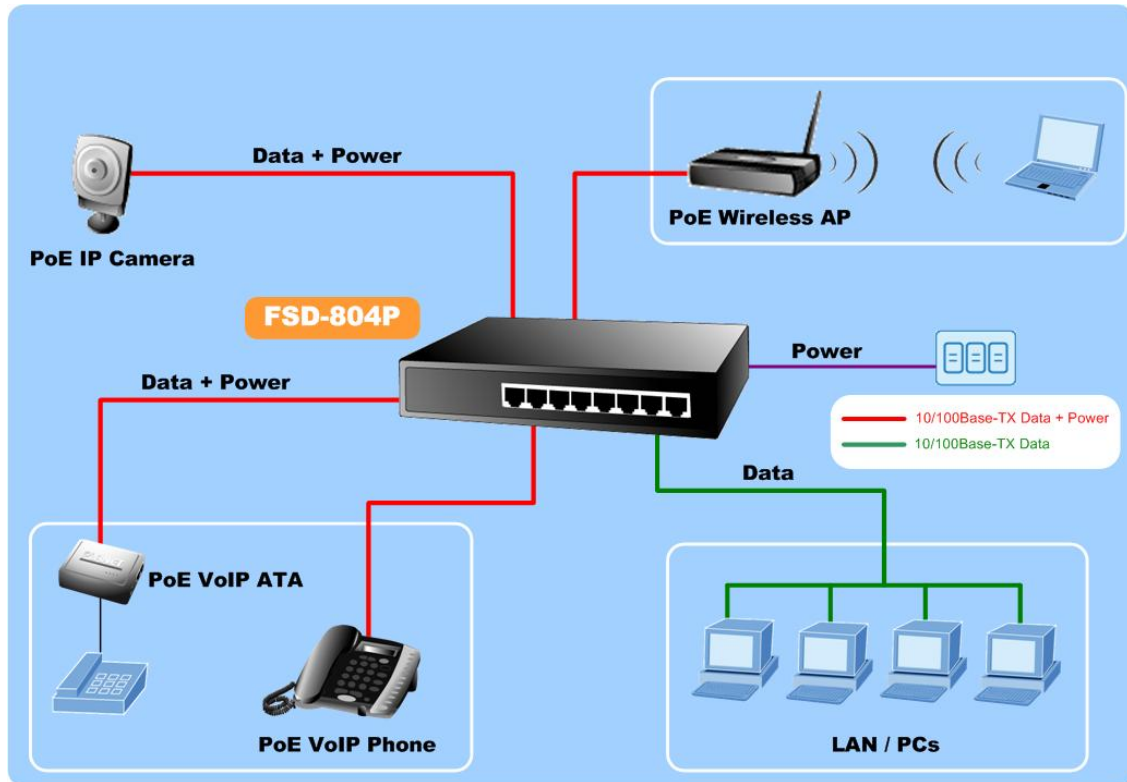 Data + Power
PoE Wireless AP
PoE IP Camera
FSD-804P
Power
Data + Power
10/100Base-TX Data + Power
10/100Base-TX Data
Data
PoE VoIP ATA
PoE VoIP Phone
LAN / PCs